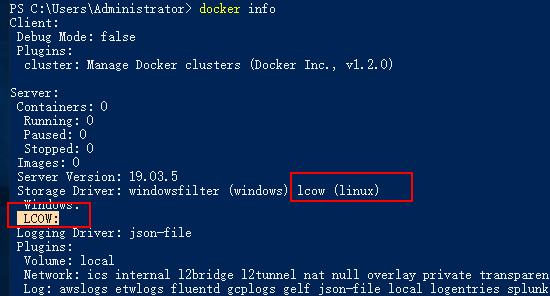 PS C:\Users\Administrator> docker info
Client:
 Debug Mode: false
 Plugins:
  cluster: Manage Docker clusters (Docker Inc., v1.2.0)

Server:
 Containers: 0
  Running: 0
  Paused: 0
  Stopped: 0
 Images: 0
 Server Version: 19.03.5
 Storage Driver: windowsfilter (windows) lcow (linux)
  Windows:
  LCOW:
 Logging Driver: json-file
 Plugins:
  Volume: local
  Network: ics internal l2bridge l2tunnel nat null overlay private transparen
  Log: awslogs etwlogs fluentd gcplogs gelf json-file local logentries splunk